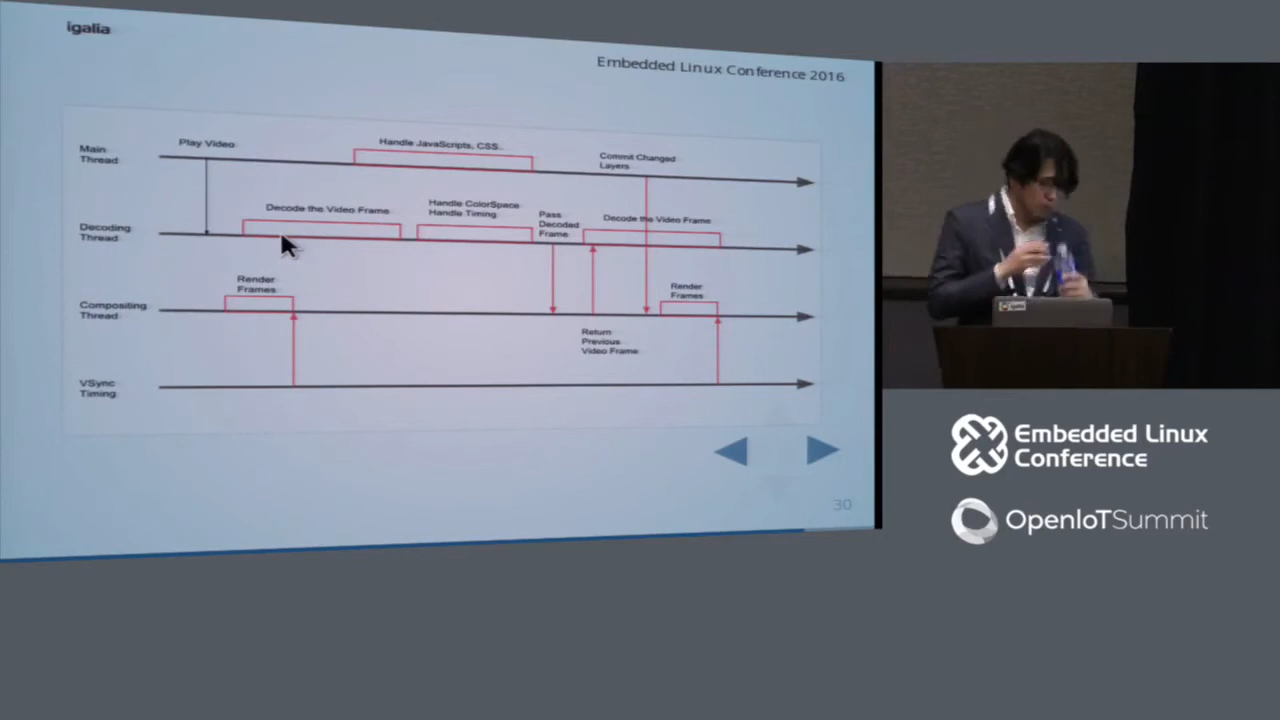 igalia
Embedded Linux Conference 2016
Main
Thread
Play Video
Handle JavaScripts, CSS..
Commit Changed
Layers
Decoding
Thread
Decode the Video Frame
Handle ColorSpace
Handle Timing
Pass
Decoded
Frame
Decode the Video Frame
Compositing
Thread
Render
Frames
Render
Frames
Return
Previous
Video Frame
VSync
Timing
30
Embedded Linux
Conference
OpenIoTSummit